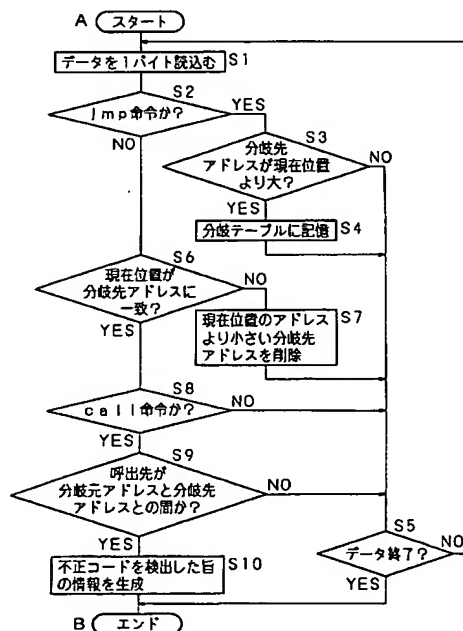 A スタート
データを1バイト読込む S1
S2
jmp命令か? YES
NO
S3
分岐先
アドレスが現在位置
より大? NO
YES
分岐テーブルに記憶 S4
S6
現在位置が
分岐先アドレスに
一致? NO
YES
S7
現在位置のアドレス
より小さい分岐先
アドレスを削除
S8
call命令か? NO
YES
S9
呼出先が
分岐元アドレスと分岐先
アドレスとの間か? NO
YES
S5
データ終了? NO
YES
不正コードを検出した旨
の情報を生成 S10
B エンド